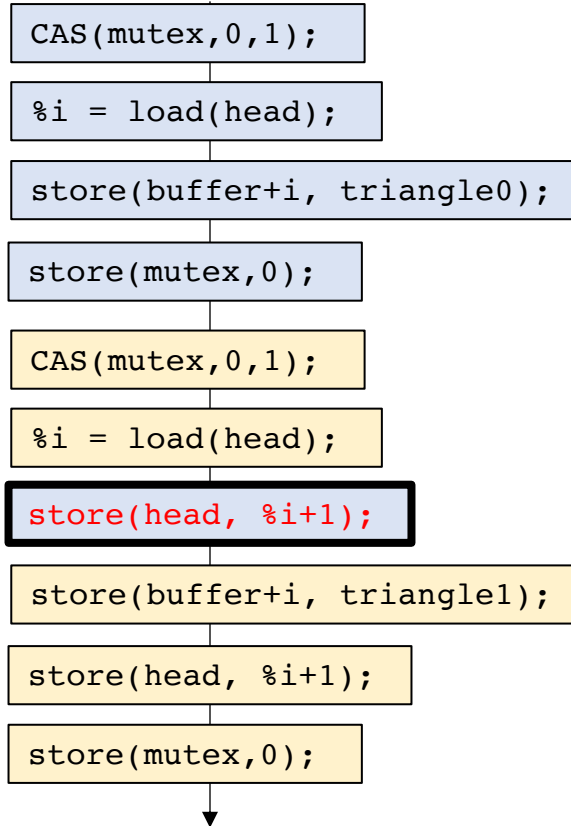 CAS(mutex,0,1);
%i = load(head);
store(buffer+i, triangle0);
store(mutex,0);
CAS(mutex,0,1);
%i = load(head);
store(head, %i+1);
store(buffer+i, triangle1);
store(head, %i+1);
store(mutex,0);